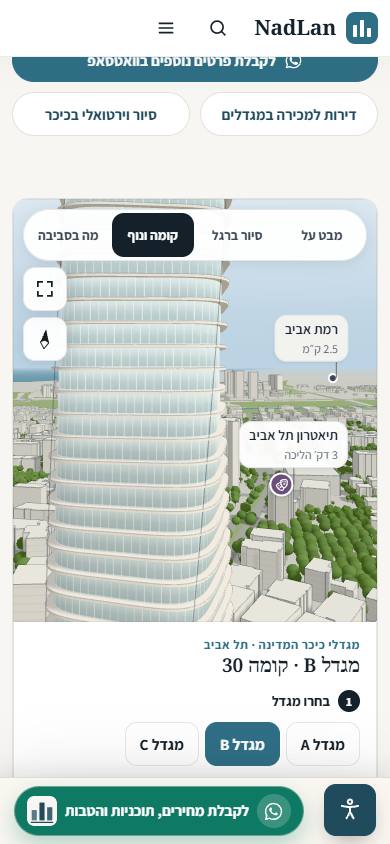 NadLan
לקבלת פרטים נוספים בוואטסאפ
דירות למכירה במגדלים
סיור וירטואלי בכיכר
מבט על
סיור ברגל
קומה ונוף
מה בסביבה
רמת אביב
2.5 ק״מ
תיאטרון תל אביב
3 דק׳ הליכה
מגדלי כיכר המדינה · תל אביב
מגדל B · קומה 30
1 בחרו מגדל
מגדל A
מגדל B
מגדל C
לקבלת מחירים, תוכניות והטבות